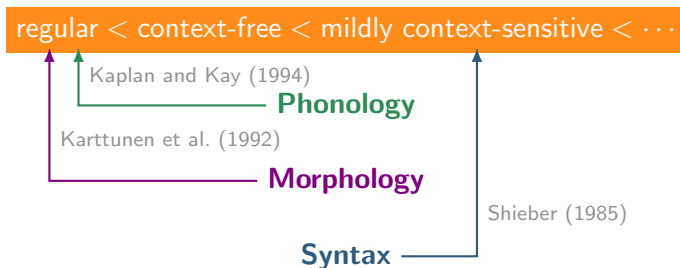 regular < context-free < mildly context-sensitive < ···
Kaplan and Kay (1994)
Phonology
Karttunen et al. (1992)
Morphology
Shieber (1985)
Syntax